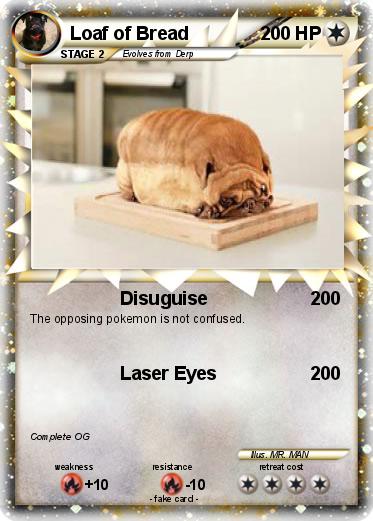 Loaf of Bread 200 HP
STAGE 2 Evolves from Derp
Disuguise 200
The opposing pokemon is not confused.
Laser Eyes 200
Complete OG
Illus. MR. MAN
weakness resistance retreat cost
+10 -10
- fake card -